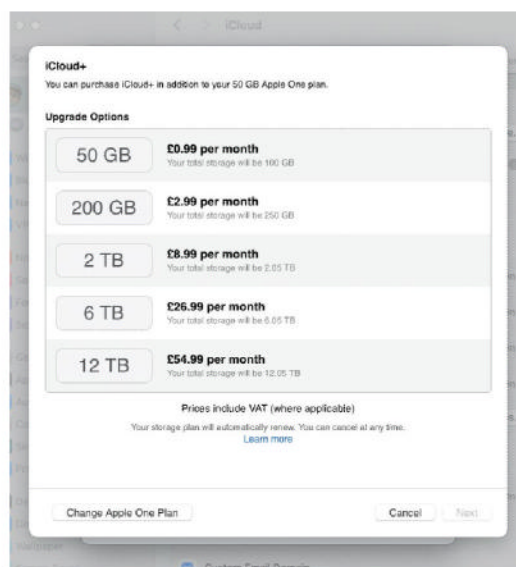 iCloud
iCloud+
You can purchase iCloud+ in addition to your 50 GB Apple One plan.
Upgrade Options
50 GB
£0.99 per month
Your total storage will be 100 GB
200 GB
£2.99 per month
Your total storage will be 250 GB
2 TB
£8.99 per month
Your total storage will be 2.05 TB
6 TB
£26.99 per month
Your total storage will be 6.05 TB
12 TB
£54.99 per month
Your total storage will be 12.05 TB
Prices include VAT (where applicable)
Your storage plan will automatically renew. You can cancel at any time.
Learn more
Change Apple One Plan
Cancel
Next
Wallpaper
Custom Email Domain